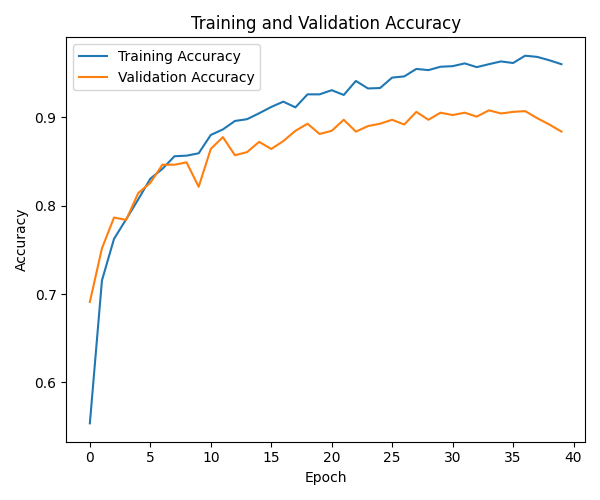 Training and Validation Accuracy
Training Accuracy
Validation Accuracy
0.9
0.8
0.7
0.6
Accuracy
0 5 10 15 20 25 30 35 40
Epoch